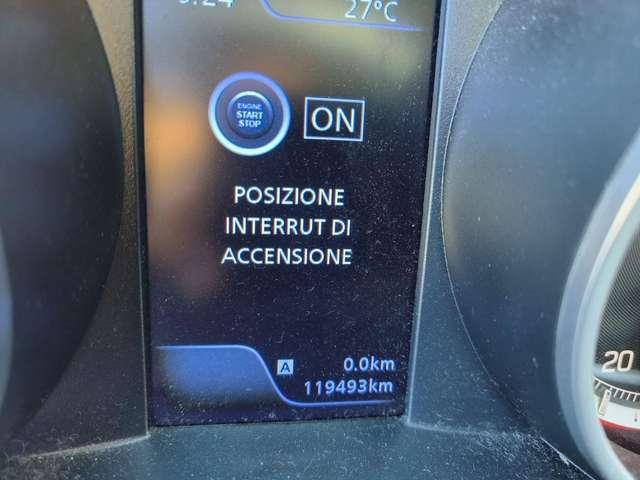 27°C
ENGINE
START
STOP
ON
POSIZIONE
INTERRUT DI
ACCENSIONE
A 0.0km
119493km
20